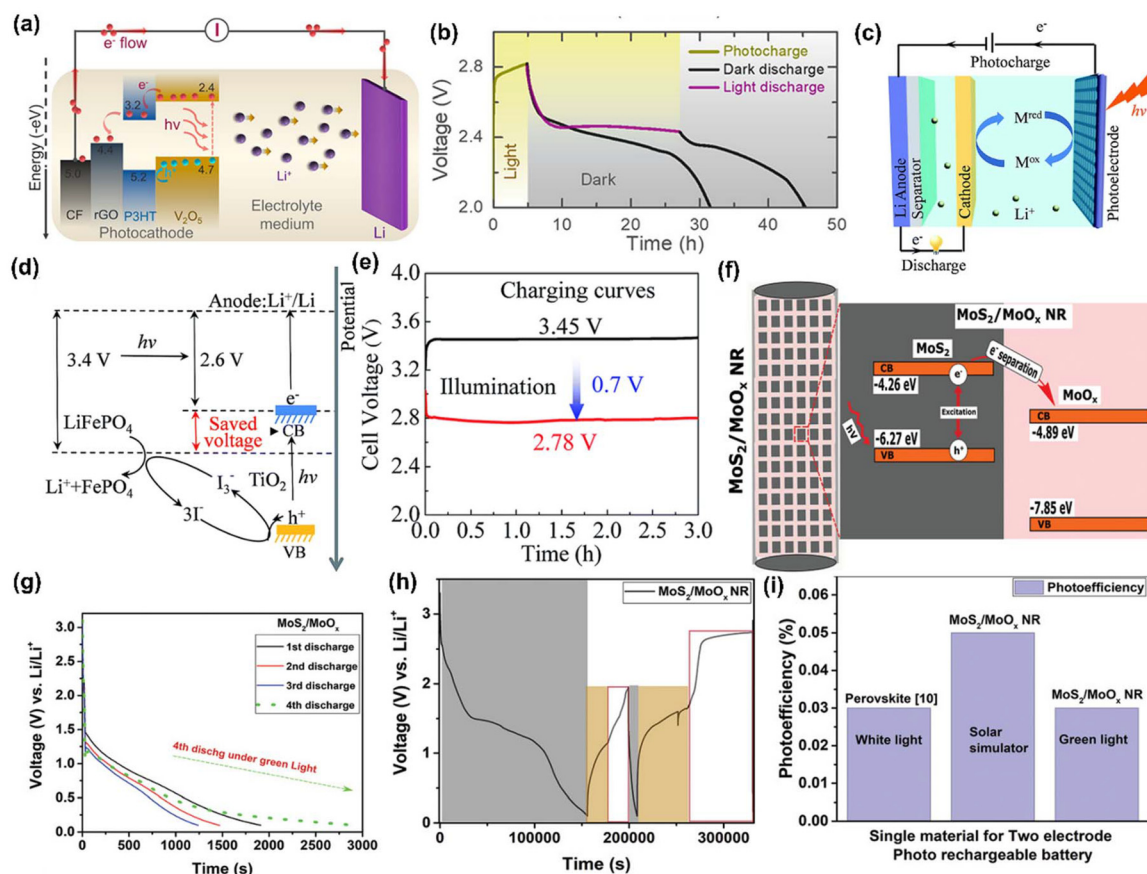 (a)
e⁻ flow
I
Energy (-eV)
3.2
e⁻
2.4
hν
4.4
5.0
5.2
h⁺
4.7
CF
rGO
P3HT
V₂O₅
Photocathode
Li⁺
Electrolyte
medium
Li
(b)
Photocharge
Dark discharge
Light discharge
Voltage (V)
2.8
2.4
2.0
Light
Dark
0 10 20 30 40 50
Time (h)
(c)
e⁻
Photocharge
hν
Li Anode
Separator
Cathode
Mʳᵉᵈ
Mᵒˣ
Li⁺
Photoelectrode
e⁻
Discharge
(d)
Anode:Li⁺/Li
Potential
3.4 V
hν
2.6 V
e⁻
Saved
voltage
CB
LiFePO₄
Li⁺+FePO₄
I₃⁻
TiO₂
hν
3I⁻
h⁺
VB
(e)
Cell Voltage (V)
4.0
3.6
3.2
2.8
2.4
2.0
Charging curves
3.45 V
Illumination
0.7 V
2.78 V
0.0 0.5 1.0 1.5 2.0 2.5 3.0
Time (h)
(f)
MoS₂/MoOₓ NR
MoS₂/MoOₓ NR
MoS₂
e⁻ separation
CB
e⁻
-4.26 eV
MoOₓ
Excitation
CB
-4.89 eV
hν
-6.27 eV
h⁺
VB
-7.85 eV
VB
(g)
Voltage (V) vs. Li/Li⁺
3.0
2.5
2.0
1.5
1.0
0.5
0.0
MoS₂/MoOₓ
1st discharge
2nd discharge
3rd discharge
4th discharge
4th dischg under green Light
0 500 1000 1500 2000 2500 3000
Time (s)
(h)
Voltage (V) vs. Li/Li⁺
3
2
1
0
MoS₂/MoOₓ NR
0 100000 200000 300000
Time (s)
(i)
Photoefficiency (%)
0.06
0.05
0.04
0.03
0.02
0.01
0.00
Photoefficiency
MoS₂/MoOₓ NR
Perovskite [10]
MoS₂/MoOₓ NR
White light
Solar
simulator
Green light
Single material for Two electrode
Photo rechargeable battery